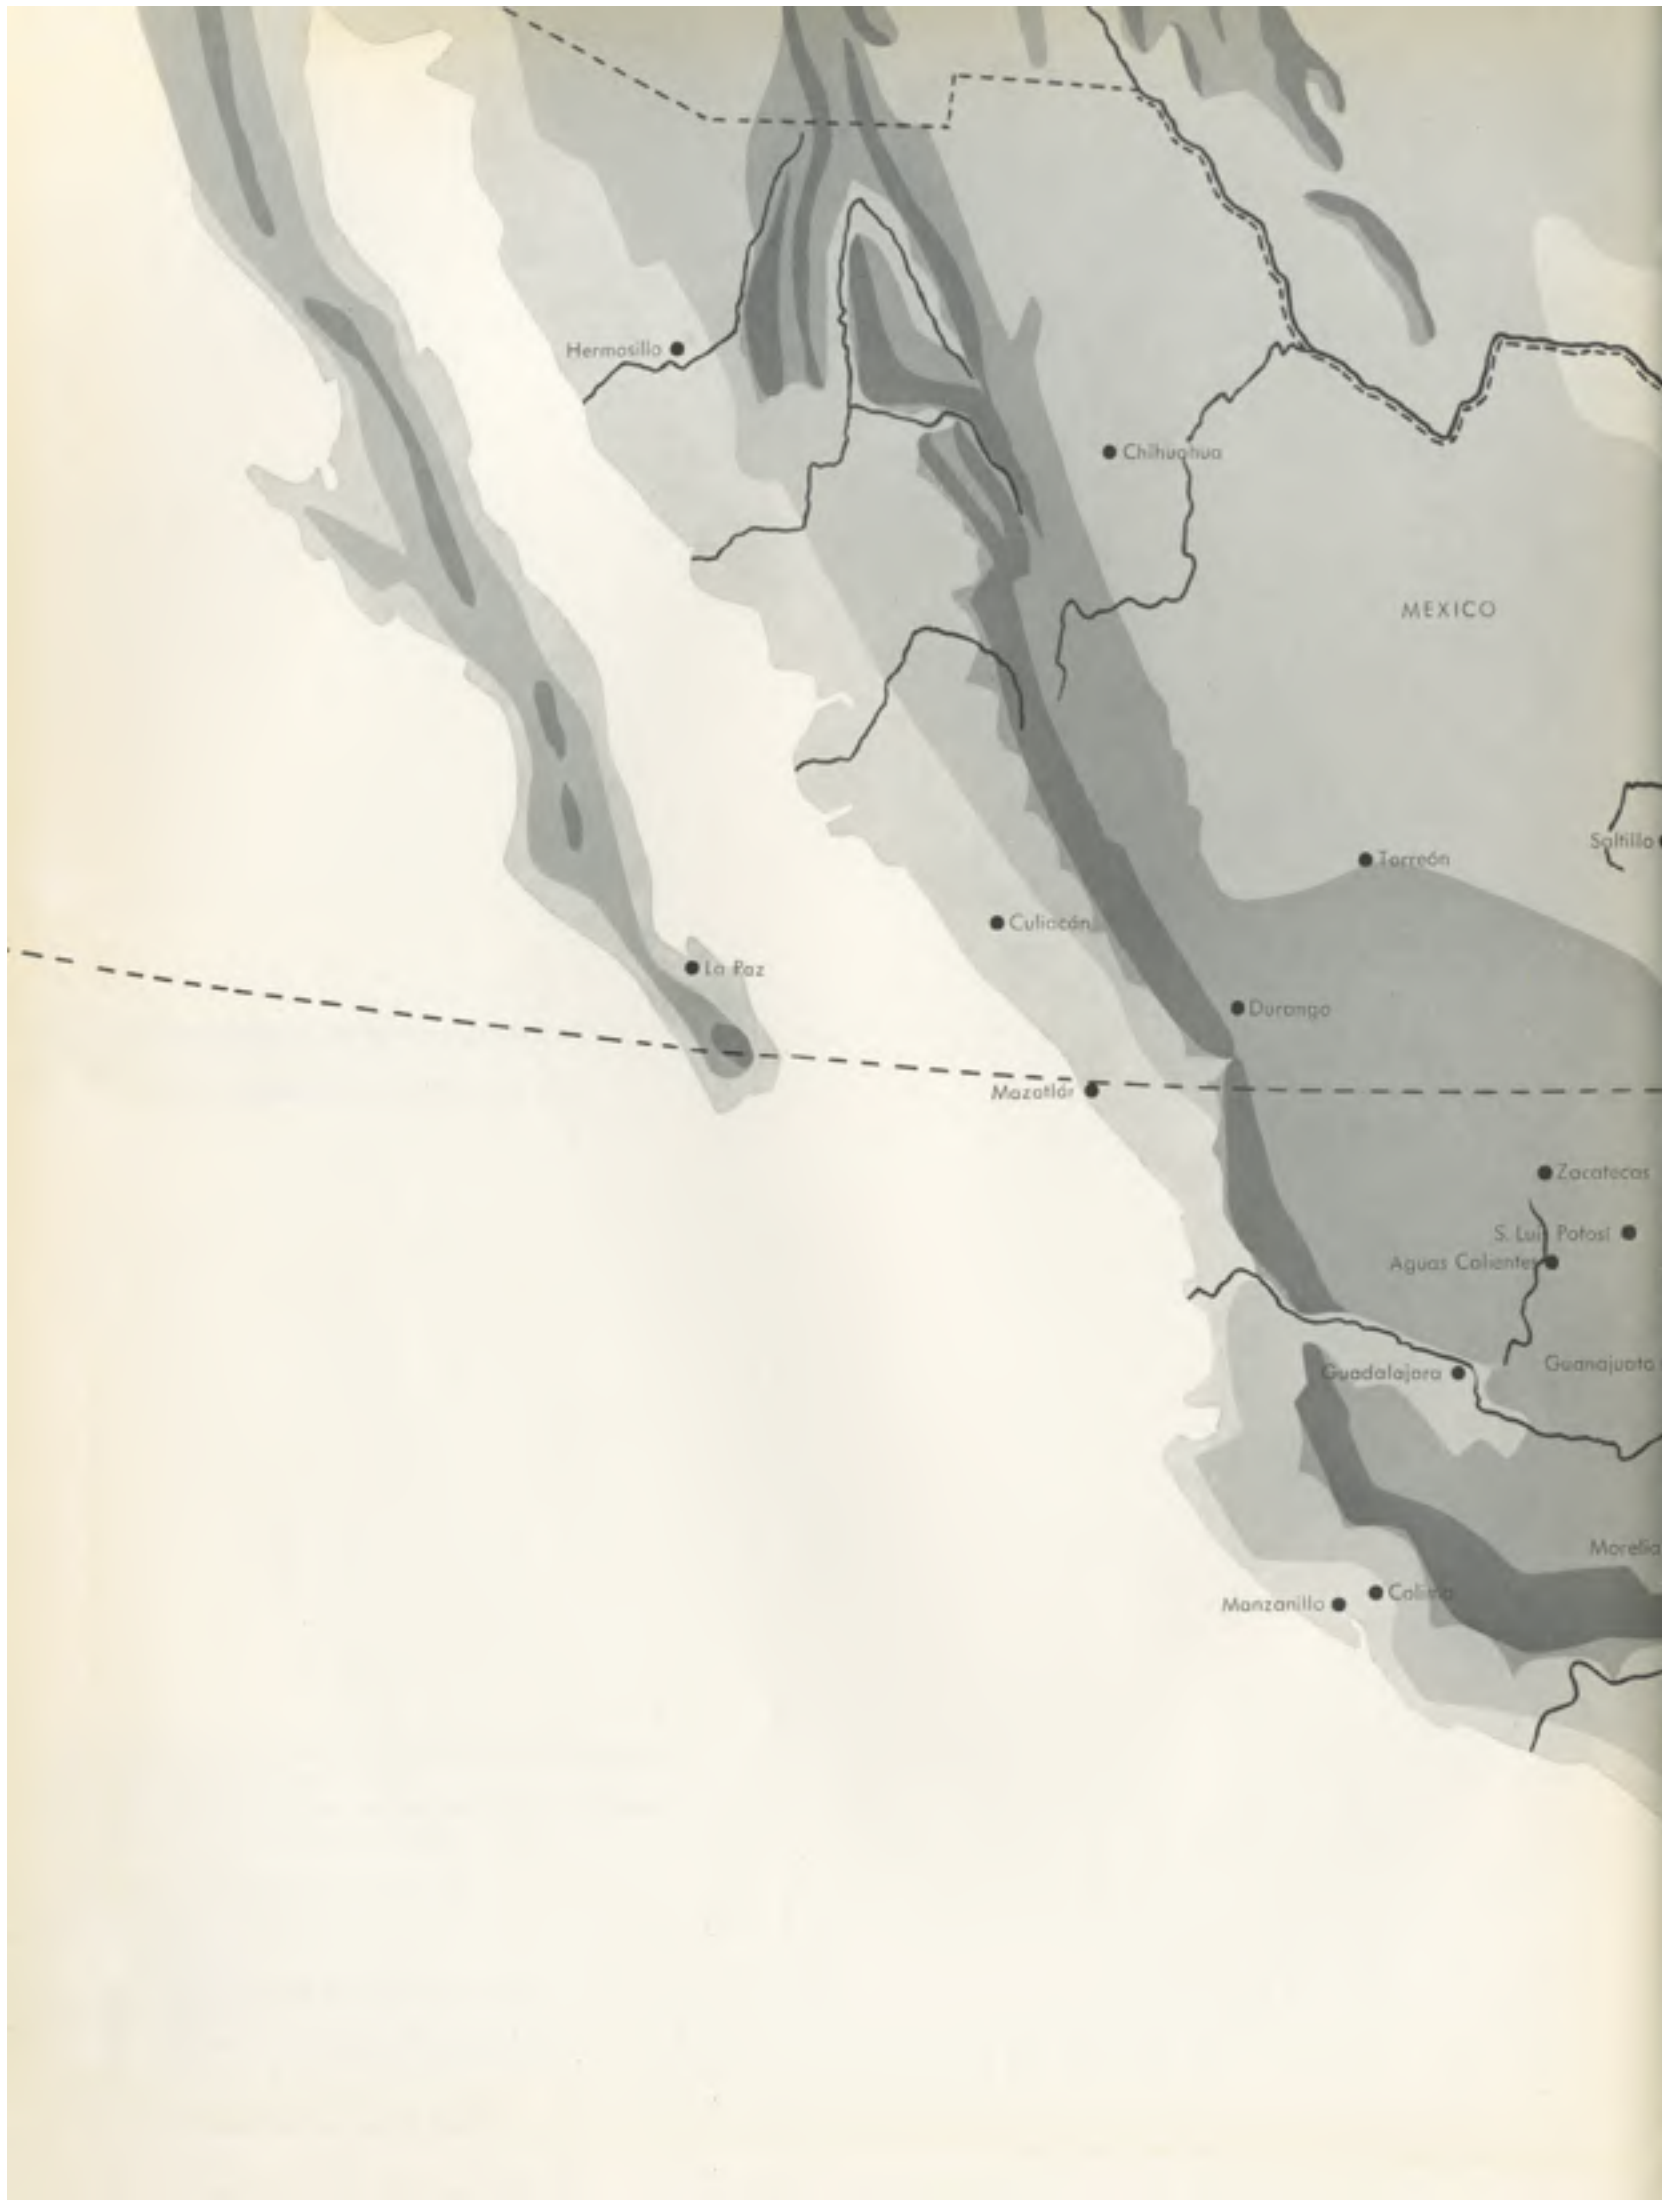 Hermosillo
Chihuahua
MEXICO
Saltillo
Torreón
Culiacán
La Paz
Durango
Mazatlán
Zacatecas
S. Luis Potosí
Aguas Calientes
Guanajuato
Guadalajara
Morelia
Colima
Manzanillo